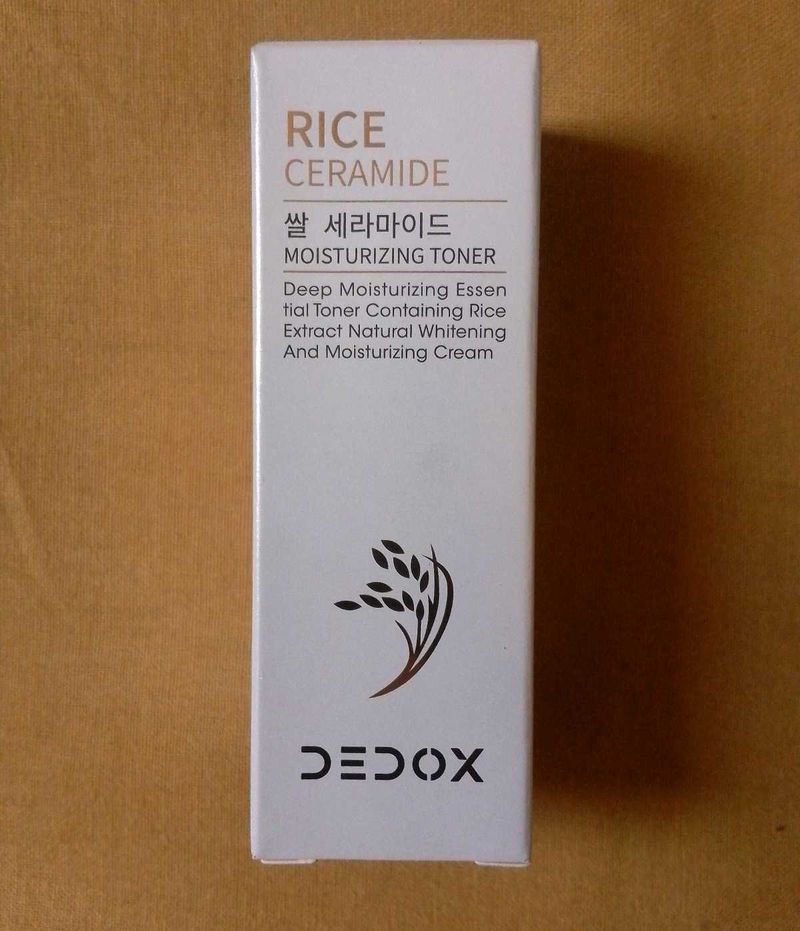 RICE
CERAMIDE
쌀 세라마이드
MOISTURIZING TONER
Deep Moisturizing Essen
tial Toner Containing Rice
Extract Natural Whitening
And Moisturizing Cream
DEDOX